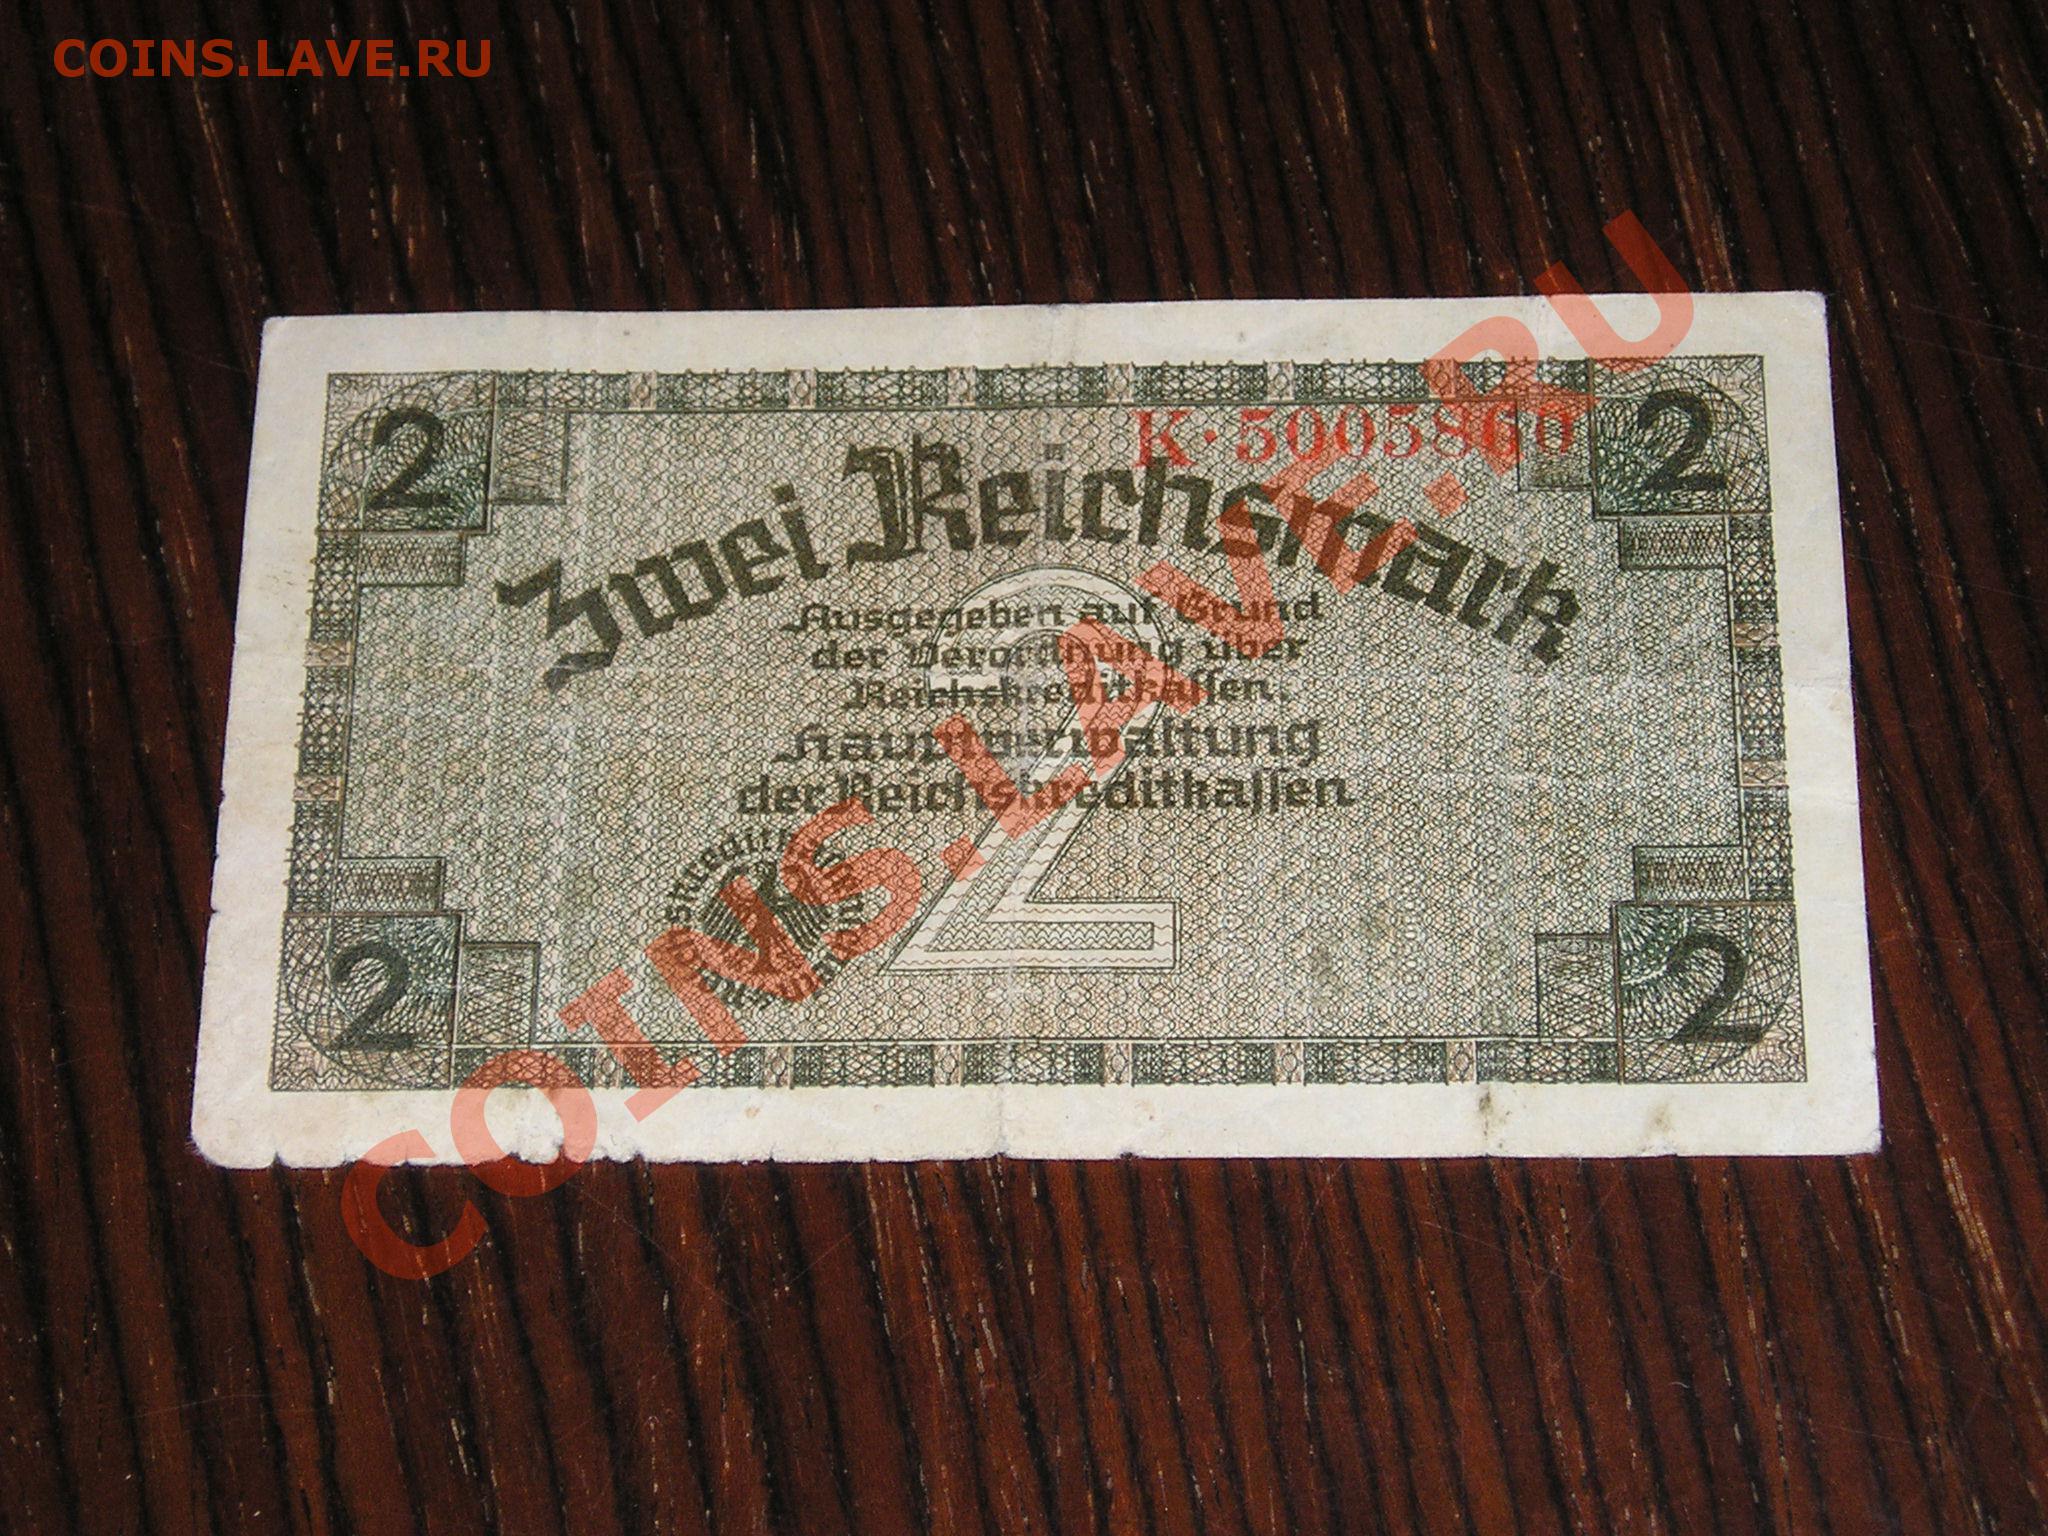 COINS.LAVE.RU
K·5005860
2
2
Zwei Reichsmark
Ausgegeben auf Grund
der Verordnung über
Reichskreditkassen.
Hauptverwaltung
der Reichskreditkassen
2
2
2
COINS.LAVE.RU